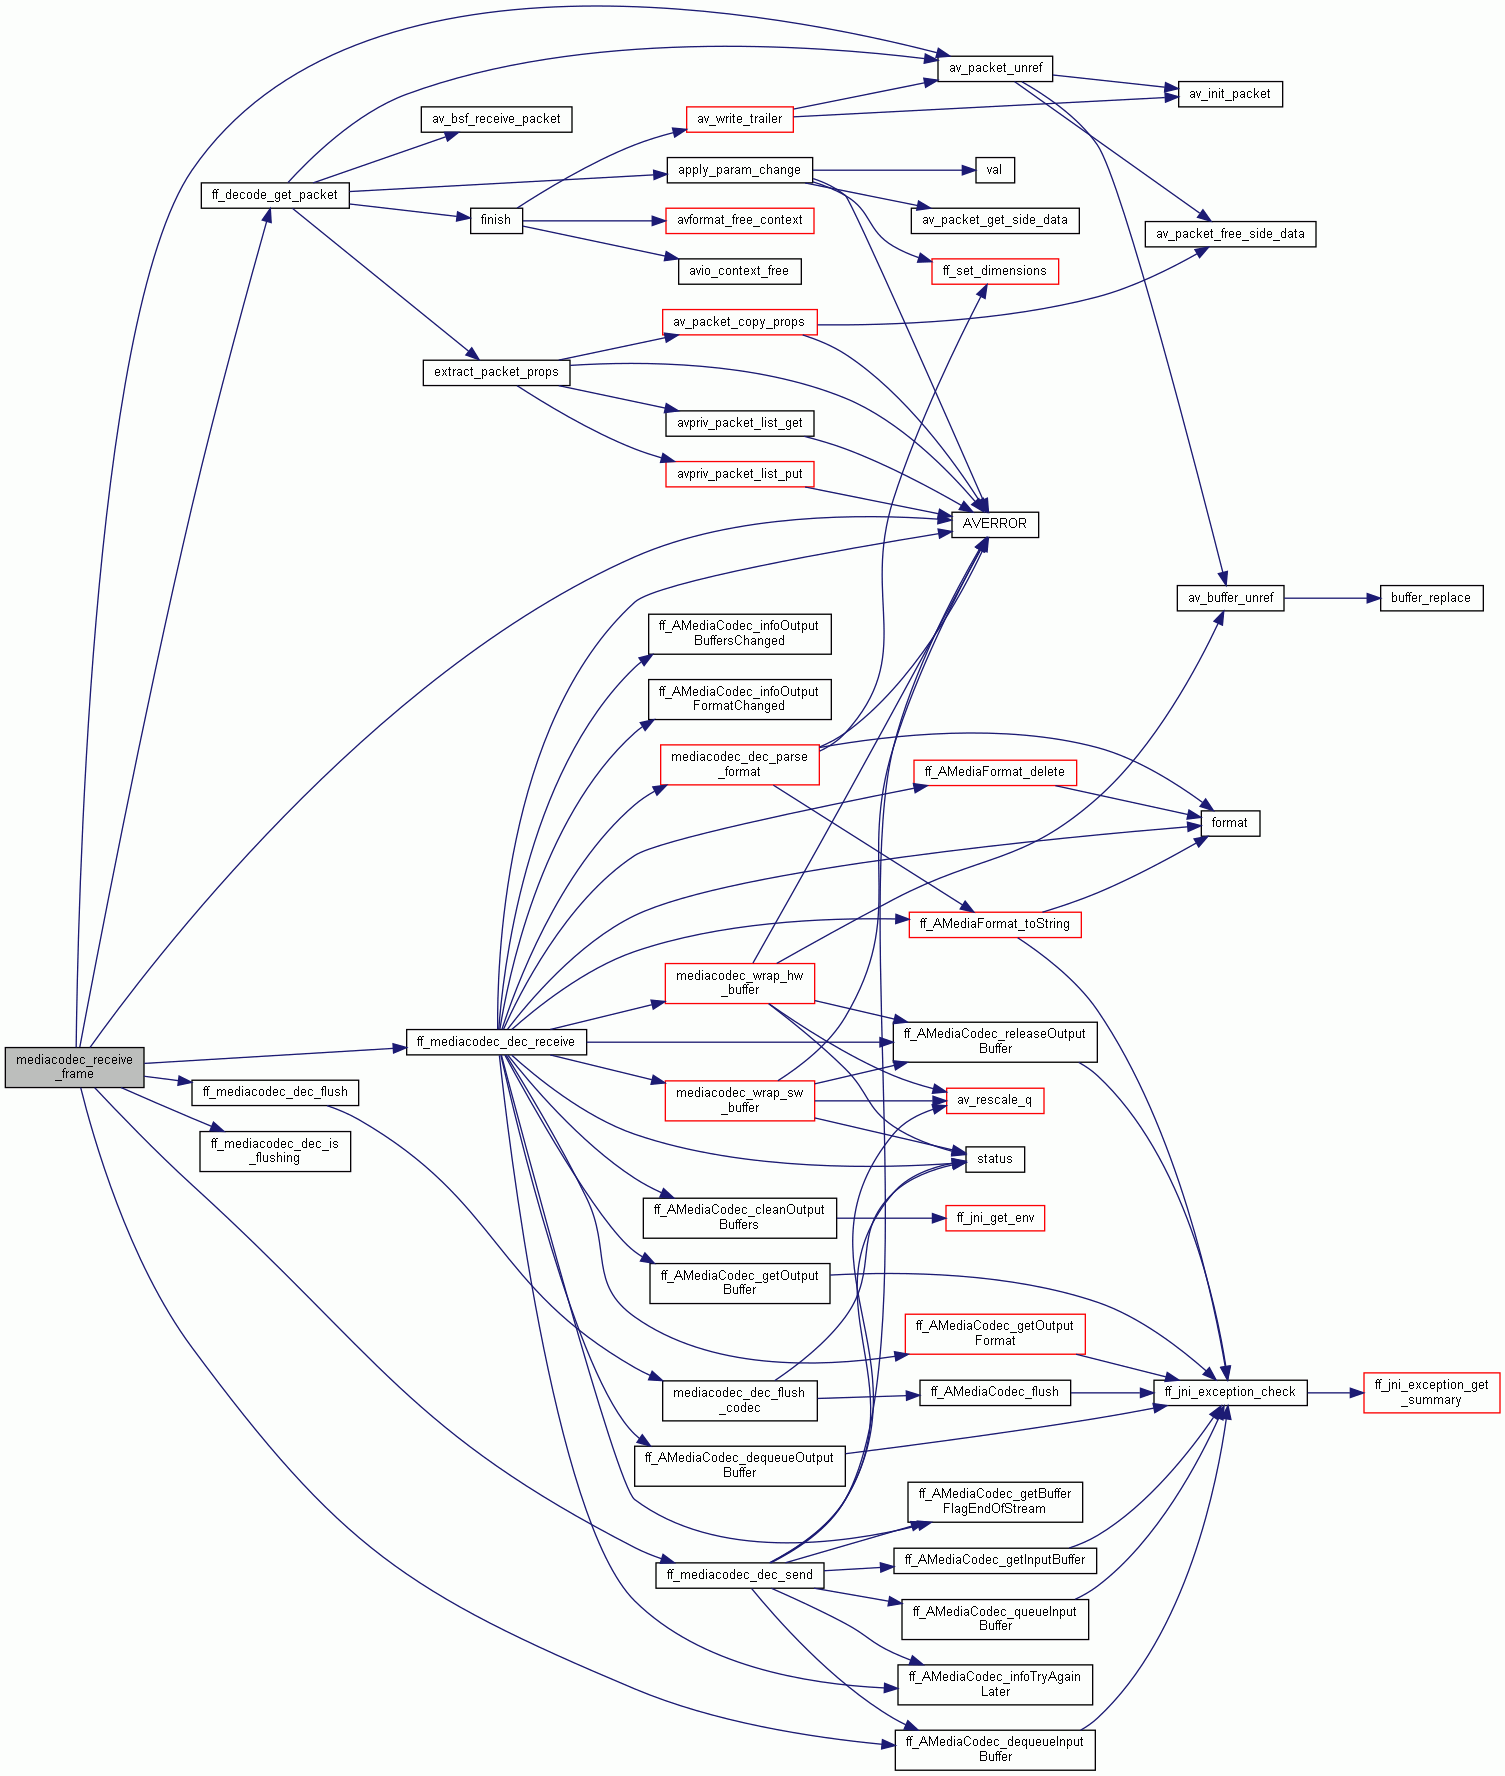 av_packet_unref
av_init_packet
av_bsf_receive_packet
av_write_trailer
apply_param_change
val
ff_decode_get_packet
finish
avformat_free_context
av_packet_get_side_data
av_packet_free_side_data
avio_context_free
ff_set_dimensions
av_packet_copy_props
extract_packet_props
avpriv_packet_list_get
avpriv_packet_list_put
AVERROR
av_buffer_unref
buffer_replace
ff_AMediaCodec_infoOutput
BuffersChanged
ff_AMediaCodec_infoOutput
FormatChanged
mediacodec_dec_parse
_format
ff_AMediaFormat_delete
format
ff_AMediaFormat_toString
mediacodec_wrap_hw
_buffer
ff_mediacodec_dec_receive
ff_AMediaCodec_releaseOutput
Buffer
mediacodec_receive
_frame
ff_mediacodec_dec_flush
mediacodec_wrap_sw
_buffer
av_rescale_q
ff_mediacodec_dec_is
_flushing
status
ff_AMediaCodec_cleanOutput
Buffers
ff_jni_get_env
ff_AMediaCodec_getOutput
Buffer
ff_AMediaCodec_getOutput
Format
mediacodec_dec_flush
_codec
ff_AMediaCodec_flush
ff_jni_exception_check
ff_jni_exception_get
_summary
ff_AMediaCodec_dequeueOutput
Buffer
ff_AMediaCodec_getBuffer
FlagEndOfStream
ff_AMediaCodec_getInputBuffer
ff_mediacodec_dec_send
ff_AMediaCodec_queueInput
Buffer
ff_AMediaCodec_infoTryAgain
Later
ff_AMediaCodec_dequeueInput
Buffer